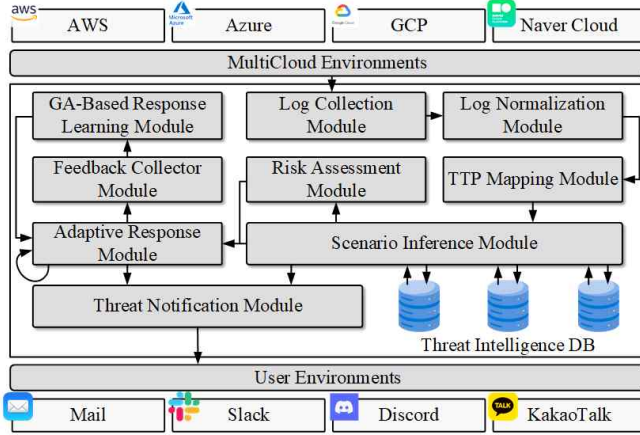 aws
AWS
Microsoft
Azure
Azure
Google Cloud
GCP
Naver Cloud
MultiCloud Environments
GA-Based Response
Learning Module
Log Collection
Module
Log Normalization
Module
Feedback Collector
Module
Risk Assessment
Module
TTP Mapping Module
Adaptive Response
Module
Scenario Inference Module
Threat Notification Module
Threat Intelligence DB
User Environments
Mail
Slack
Discord
TALK
KakaoTalk